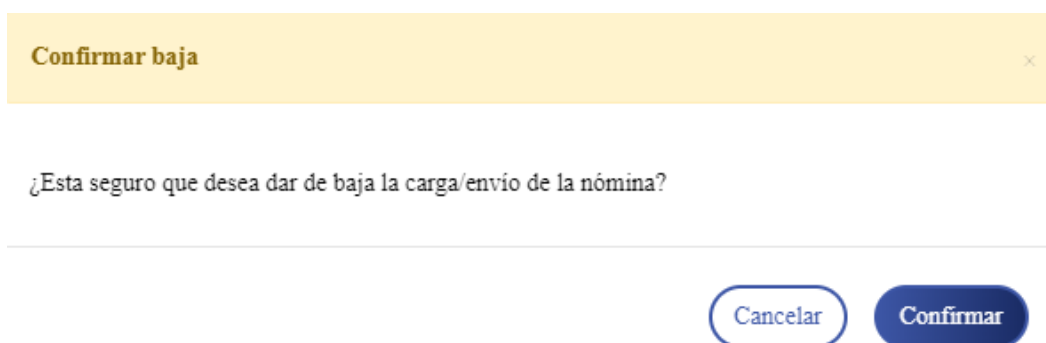 Confirmar baja
×
¿Esta seguro que desea dar de baja la carga/envío de la nómina?
Cancelar
Confirmar